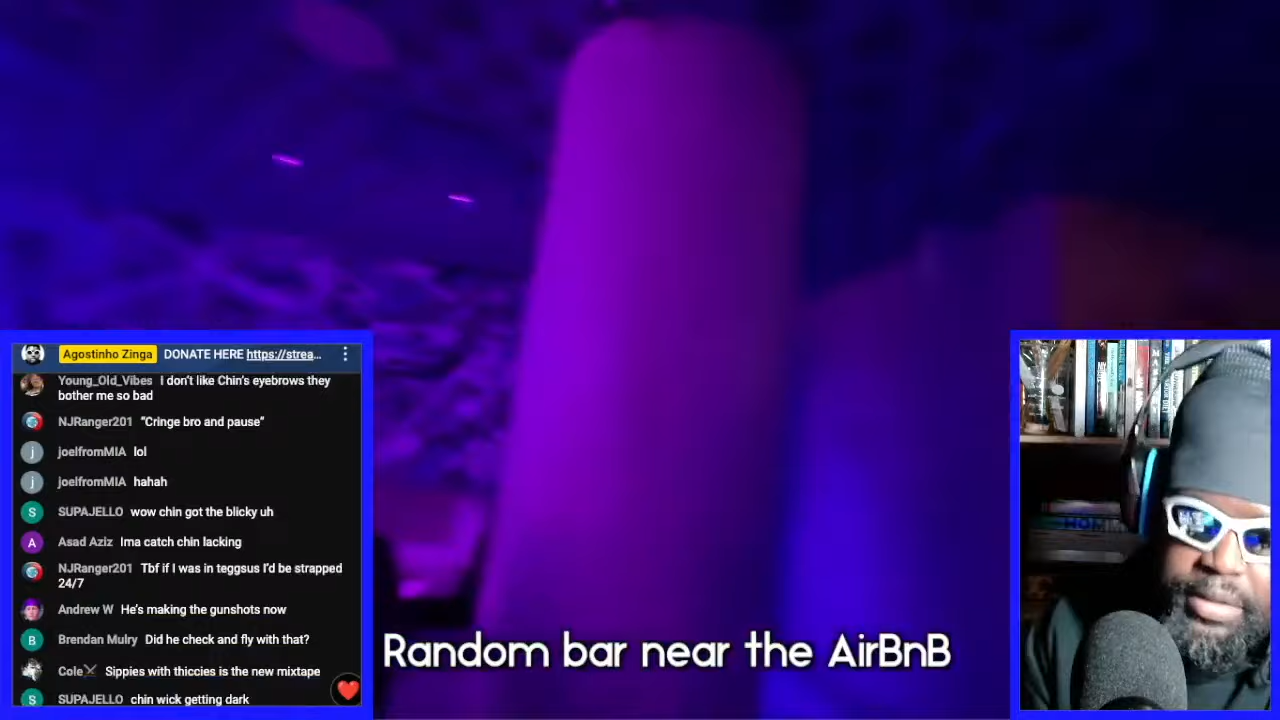 Agostinho Zinga DONATE HERE https://strea...
Young_Old_Vibes I don't like Chin's eyebrows they
bother me so bad
NJRanger201 “Cringe bro and pause”
j joelfromMIA lol
j joelfromMIA hahah
S SUPAJELLO wow chin got the blicky uh
A Asad Aziz Ima catch chin lacking
NJRanger201 Tbf if I was in teggsus I'd be strapped
24/7
Andrew W He's making the gunshots now
B Brendan Mulry Did he check and fly with that?
Cole⚔ Sippies with thiccies is the new mixtape
S SUPAJELLO chin wick getting dark
Random bar near the AirBnB